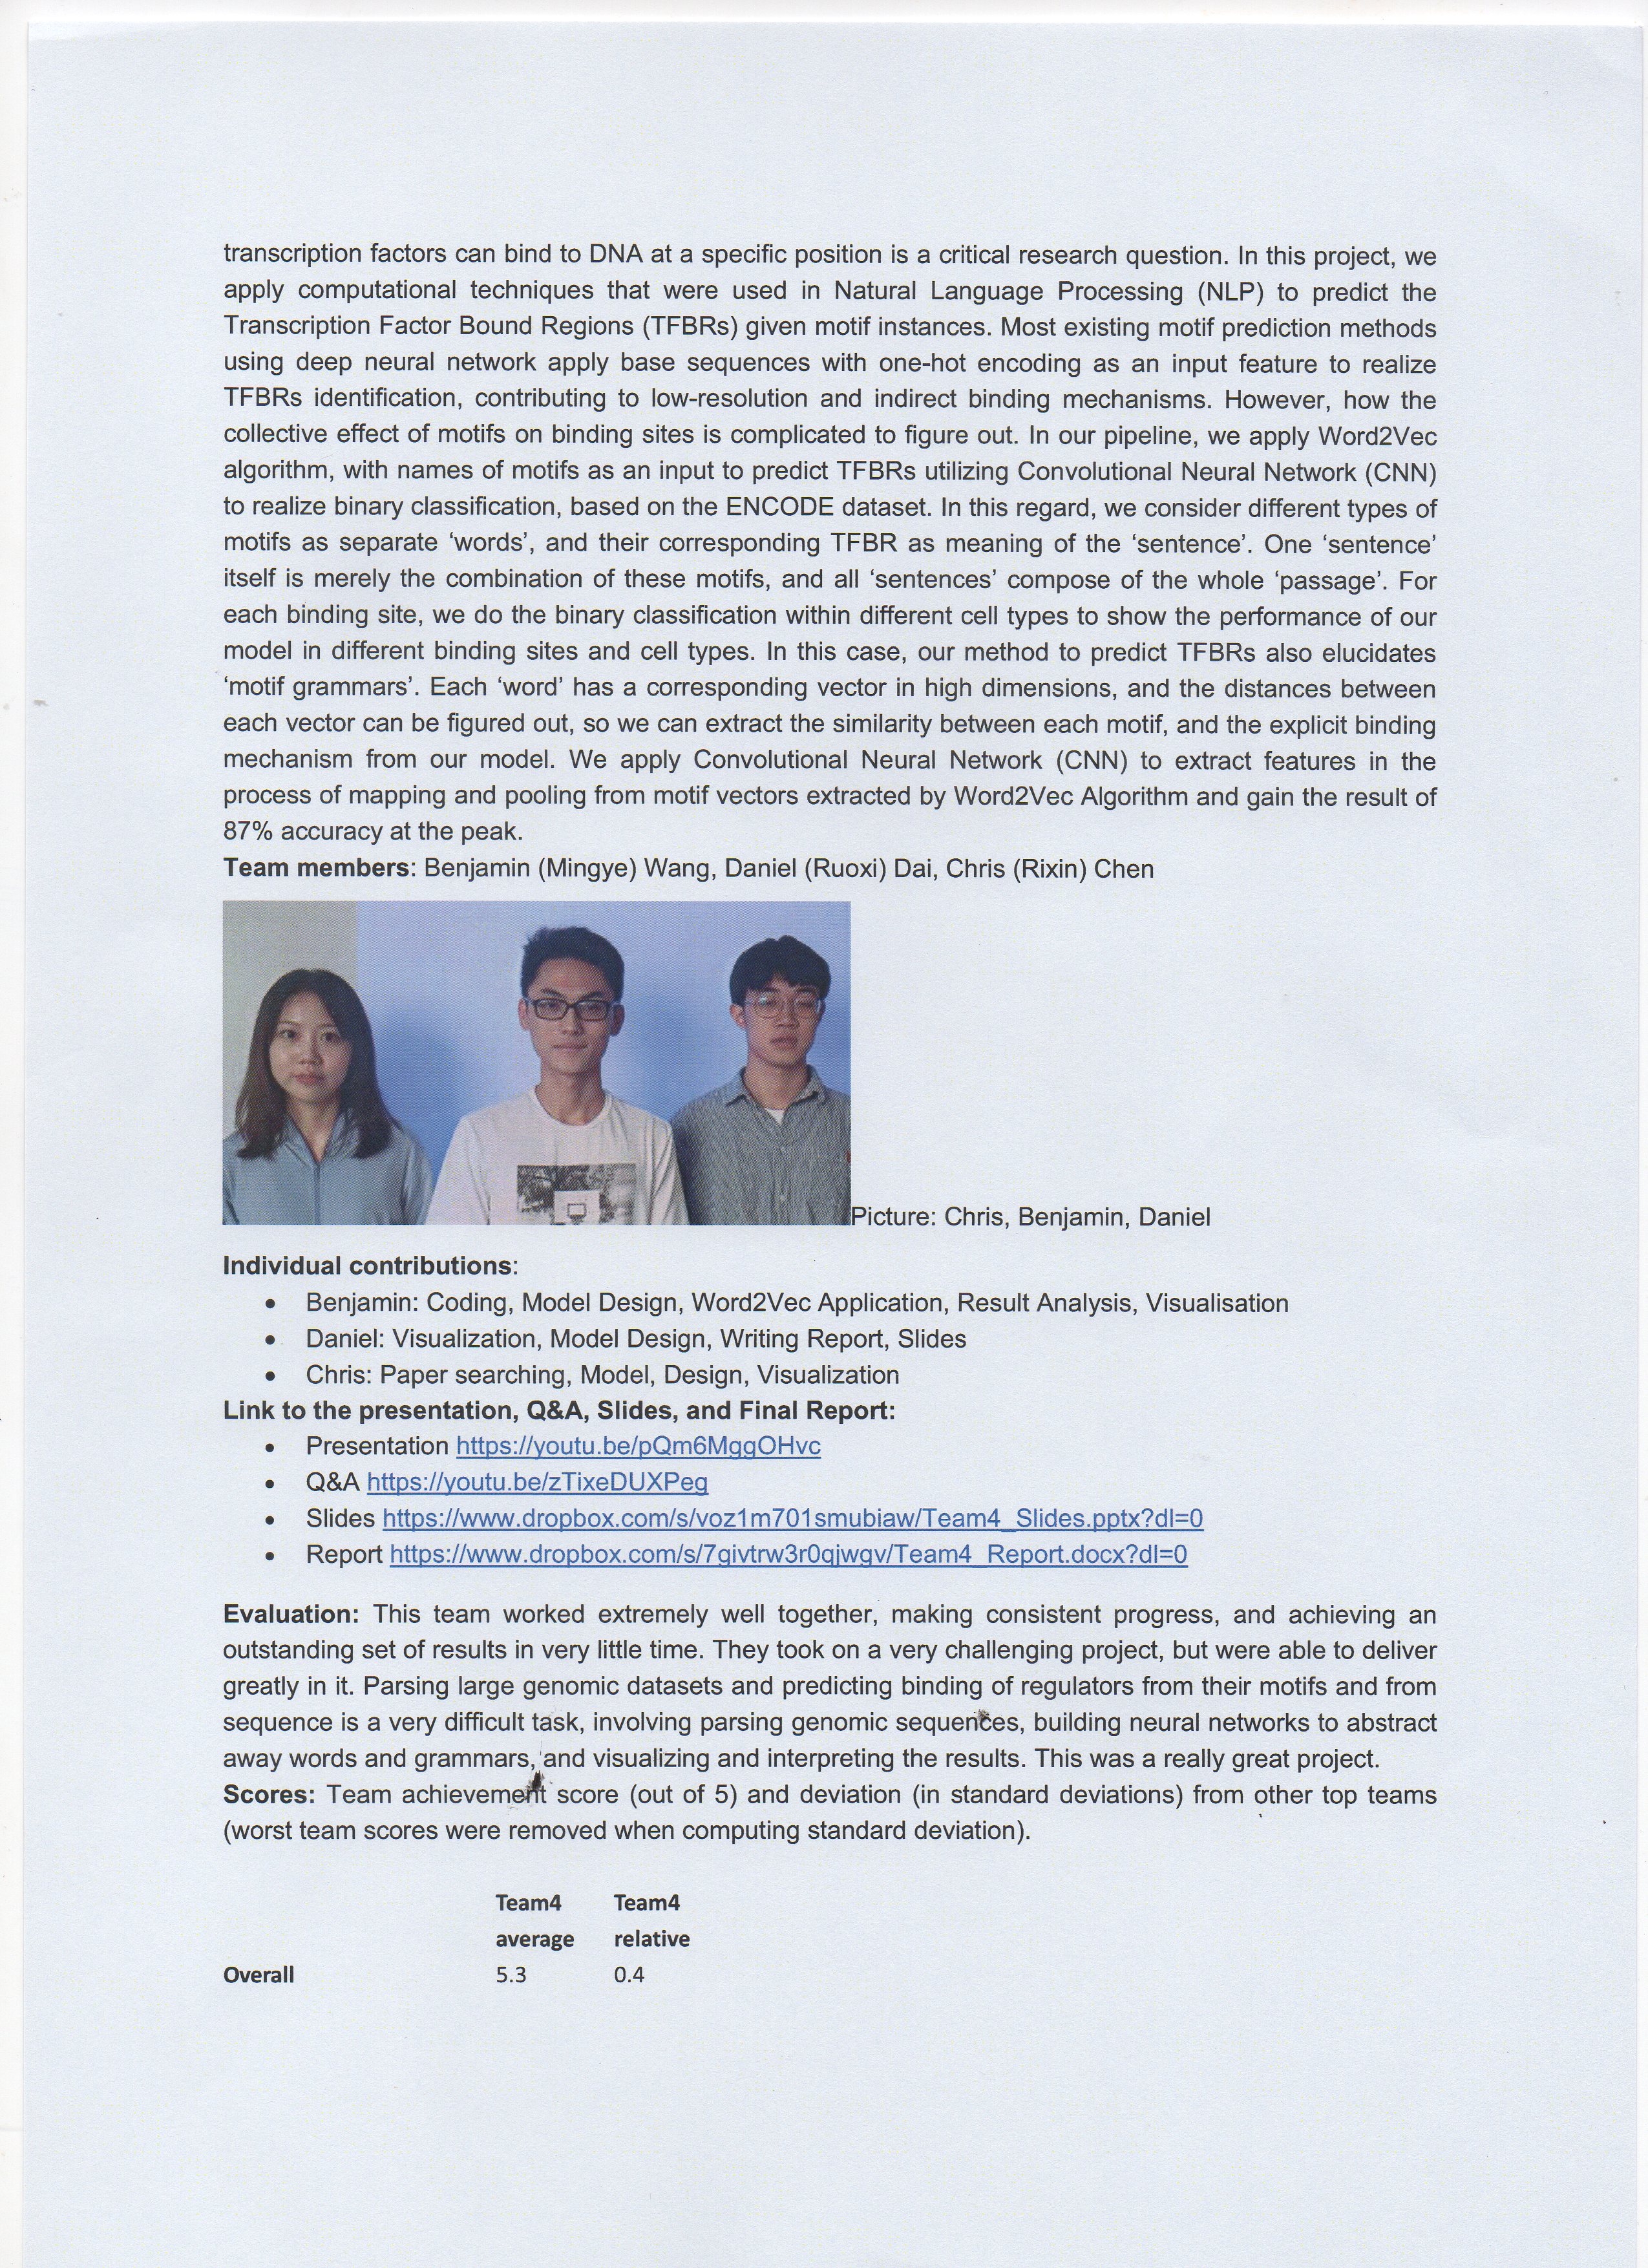 transcription factors can bind to DNA at a specific position is a critical research question. In this project, we
apply computational techniques that were used in Natural Language Processing (NLP) to predict the
Transcription Factor Bound Regions (TFBRs) given motif instances. Most existing motif prediction methods
using deep neural network apply base sequences with one-hot encoding as an input feature to realize
TFBRs identification, contributing to low-resolution and indirect binding mechanisms. However, how the
collective effect of motifs on binding sites is complicated to figure out. In our pipeline, we apply Word2Vec
algorithm, with names of motifs as an input to predict TFBRs utilizing Convolutional Neural Network (CNN)
to realize binary classification, based on the ENCODE dataset. In this regard, we consider different types of
motifs as separate ‘words’, and their corresponding TFBR as meaning of the ‘sentence’. One ‘sentence’
itself is merely the combination of these motifs, and all ‘sentences’ compose of the whole ‘passage’. For
each binding site, we do the binary classification within different cell types to show the performance of our
model in different binding sites and cell types. In this case, our method to predict TFBRs also elucidates
‘motif grammars’. Each ‘word’ has a corresponding vector in high dimensions, and the distances between
each vector can be figured out, so we can extract the similarity between each motif, and the explicit binding
mechanism from our model. We apply Convolutional Neural Network (CNN) to extract features in the
process of mapping and pooling from motif vectors extracted by Word2Vec Algorithm and gain the result of
87% accuracy at the peak.
Team members: Benjamin (Mingye) Wang, Daniel (Ruoxi) Dai, Chris (Rixin) Chen
Picture: Chris, Benjamin, Daniel
Individual contributions:
• Benjamin: Coding, Model Design, Word2Vec Application, Result Analysis, Visualisation
• Daniel: Visualization, Model Design, Writing Report, Slides
• Chris: Paper searching, Model, Design, Visualization
Link to the presentation, Q&A, Slides, and Final Report:
• Presentation https://youtu.be/pQm6MggOHvc
• Q&A https://youtu.be/zTixeDUXPeg
• Slides https://www.dropbox.com/s/voz1m701smubiaw/Team4_Slides.pptx?dl=0
• Report https://www.dropbox.com/s/7givtrw3r0qjwgv/Team4_Report.docx?dl=0
Evaluation: This team worked extremely well together, making consistent progress, and achieving an
outstanding set of results in very little time. They took on a very challenging project, but were able to deliver
greatly in it. Parsing large genomic datasets and predicting binding of regulators from their motifs and from
sequence is a very difficult task, involving parsing genomic sequences, building neural networks to abstract
away words and grammars, and visualizing and interpreting the results. This was a really great project.
Scores: Team achievement score (out of 5) and deviation (in standard deviations) from other top teams
(worst team scores were removed when computing standard deviation).
Team4 Team4
average relative
Overall 5.3 0.4